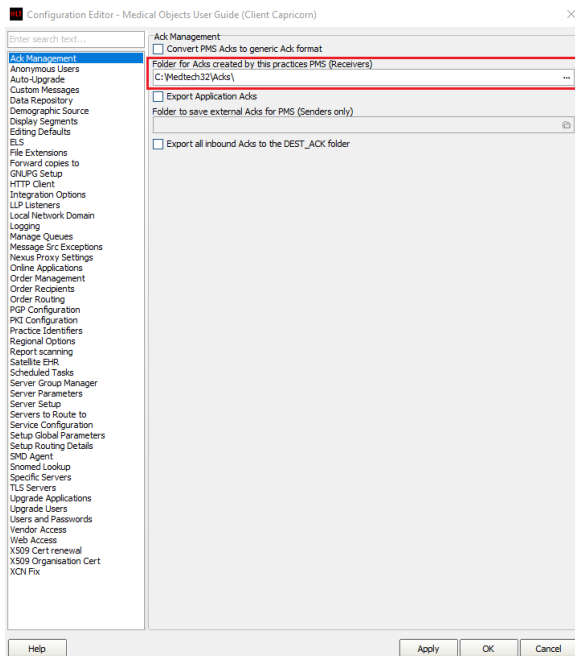 Configuration Editor - Medical Objects User Guide (Client Capricorn)
Enter search text...
Ack Management
Anonymous Users
Auto-Upgrade
Custom Messages
Data Repository
Demographic Source
Display Segments
Editing Defaults
ELS
File Extensions
Forward copies to
GNUPG Setup
HTTP Client
Integration Options
LLP Listeners
Local Network Domain
Logging
Manage Queues
Message Src Exceptions
Nexus Proxy Settings
Online Applications
Order Management
Order Recipients
Order Routing
PGP Configuration
PKI Configuration
Practice Identifiers
Regional Options
Report scanning
Satellite EHR
Scheduled Tasks
Server Group Manager
Server Parameters
Server Setup
Servers to Route to
Service Configuration
Setup Global Parameters
Setup Routing Details
SMD Agent
Snomed Lookup
Specific Servers
TLS Servers
Upgrade Applications
Upgrade Users
Users and Passwords
Vendor Access
Web Access
X509 Cert renewal
X509 Organisation Cert
XCN Fix
Ack Management
Convert PMS Acks to generic Ack format
Folder for Acks created by this practices PMS (Receivers)
C:\Medtech32\Acks\
...
Export Application Acks
Folder to save external Acks for PMS (Senders only)
Export all inbound Acks to the DEST_ACK folder
Help
Apply
OK
Cancel